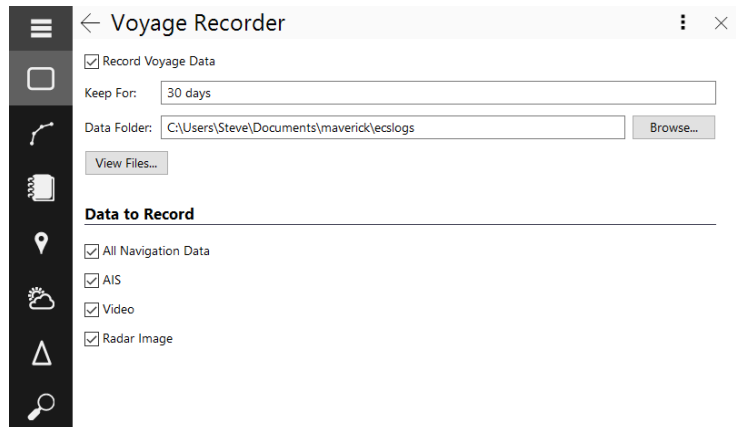 Voyage Recorder
Record Voyage Data
Keep For: 30 days
Data Folder: C:\Users\Steve\Documents\maverick\ecslogs Browse...
View Files...
Data to Record
All Navigation Data
AIS
Video
Radar Image